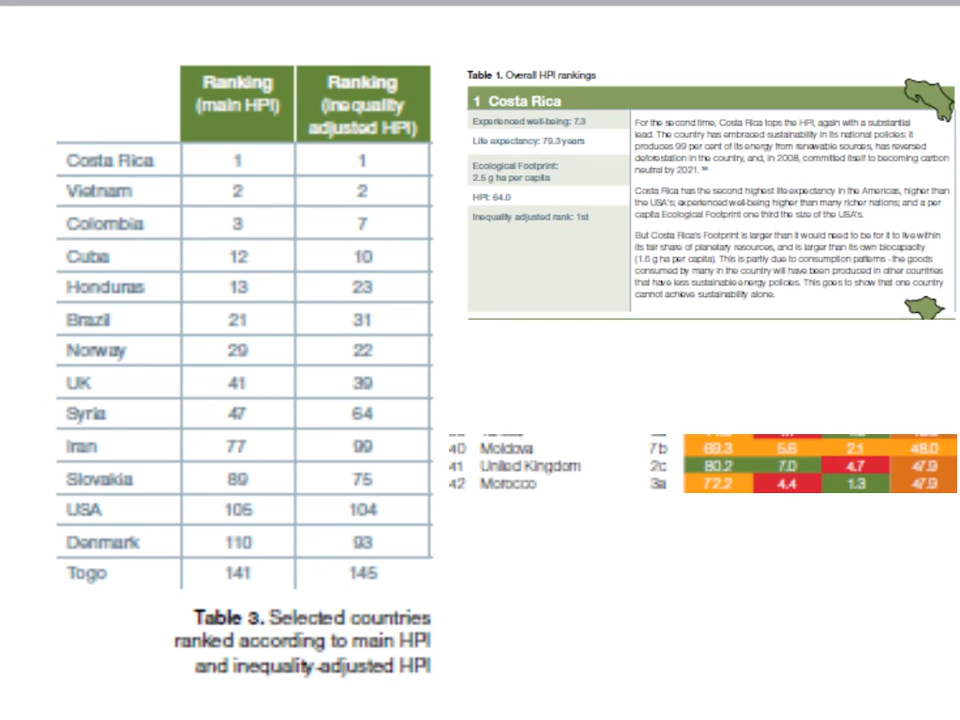 Ranking (main HPI) Ranking (inequality adjusted HPI)
Costa Rica 1 1
Vietnam 2 2
Colombia 3 7
Cuba 12 10
Honduras 13 23
Brazil 21 31
Norway 29 22
UK 41 39
Syria 47 64
Iran 77 99
Slovakia 89 75
USA 105 104
Denmark 110 93
Togo 141 145
Table 3. Selected countries
ranked according to main HPI
and inequality-adjusted HPI
Table 1. Overall HPI rankings
1 Costa Rica
Experienced well-being: 7.3
Life expectancy: 79.3 years
Ecological Footprint:
2.5 g ha per capita
HPI: 64.0
Inequality adjusted rank: 1st
For the second time, Costa Rica tops the HPI, again with a substantial
lead. The country has embraced sustainability in its national policies: it
produces 99 per cent of its energy from renewable sources, has reversed
deforestation in the country, and, in 2008, committed itself to becoming carbon
neutral by 2021.
Costa Rica has the second highest life expectancy in the Americas, higher than
the USA's; experienced well-being higher than many richer nations; and a per
capita Ecological Footprint one third the size of the USA's.
But Costa Rica's Footprint is larger than it would need to be for it to live within
its fair share of planetary resources, and is larger than its own biocapacity
(1.6 g ha per capita). This is partly due to consumption patterns - the goods
consumed by many in the country will have been produced in other countries
that have less sustainable energy policies. This goes to show that one country
cannot achieve sustainability alone.
40 Moldova 7b 69.3 5.6 2.1 48.0
41 United Kingdom 2c 80.2 7.0 4.7 47.9
42 Morocco 3a 72.2 4.4 1.3 47.9